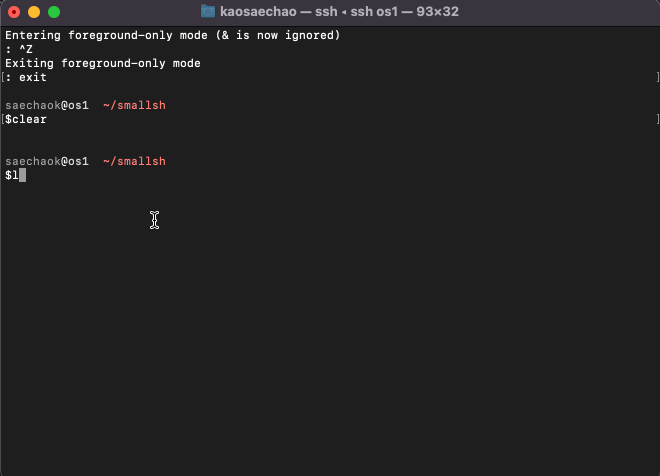 kaosaechao — ssh ◂ ssh os1 — 93×32
Entering foreground-only mode (& is now ignored)
: ^Z
Exiting foreground-only mode
[: exit ]
saechaok@os1 ~/smallsh
[$clear ]
saechaok@os1 ~/smallsh
$l